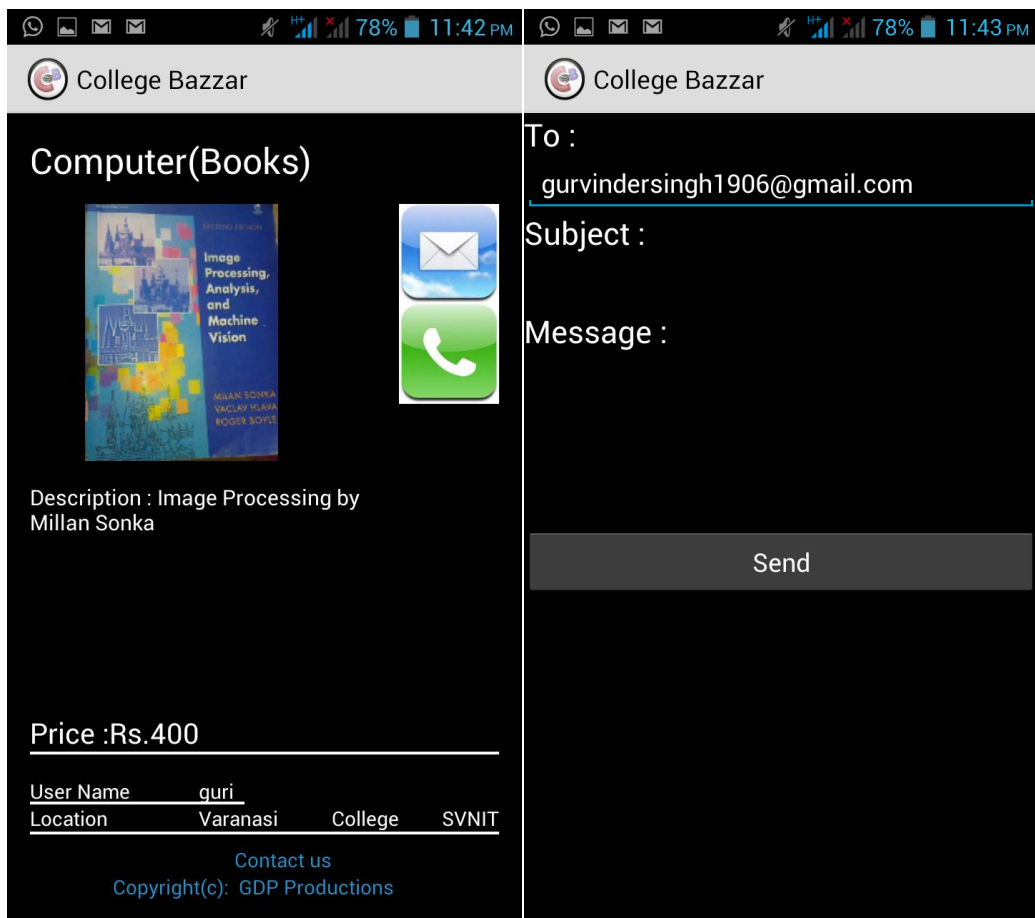 78% 11:42 PM
College Bazzar
Computer(Books)
SECOND EDITION
Image
Processing,
Analysis,
and
Machine
Vision
MILAN SONKA
VACLAV HLAVA
ROGER BOYLE
Description : Image Processing by
Millan Sonka
Price :Rs.400
User Name guri
Location Varanasi College SVNIT
Contact us
Copyright(c): GDP Productions
H+ 78% 11:43 PM
College Bazzar
To :
gurvindersingh1906@gmail.com
Subject :
Message :
Send